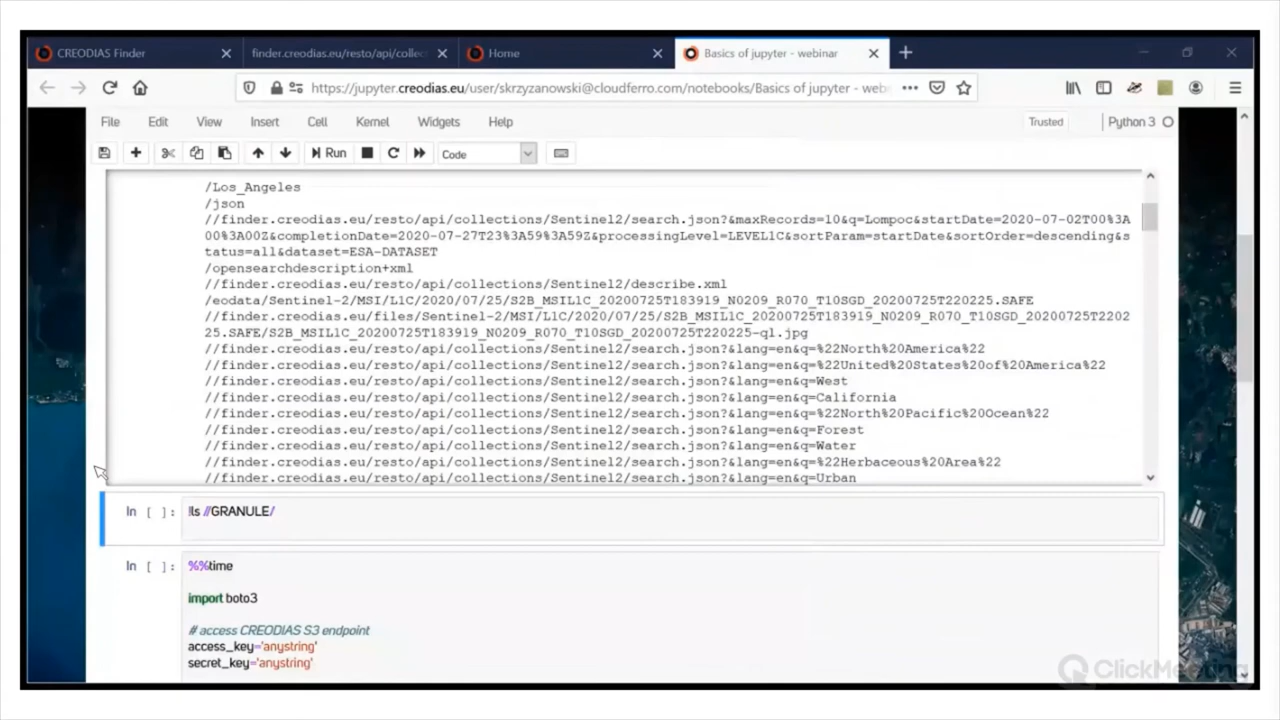 CREODIAS Finder
finder.creodias.eu/resto/api/collec
Home
Basics of jupyter - webinar
https://jupyter.creodias.eu/user/skrzyzanowski@cloudferro.com/notebooks/Basics of jupyter - web
File Edit View Insert Cell Kernel Widgets Help Trusted Python 3
Run Code
/Los_Angeles
/json
//finder.creodias.eu/resto/api/collections/Sentinel2/search.json?&maxRecords=10&q=Lompoc&startDate=2020-07-02T00%3A
00%3A00Z&completionDate=2020-07-27T23%3A59%3A59Z&processingLevel=LEVEL1C&sortParam=startDate&sortOrder=descending&s
tatus=all&dataset=ESA-DATASET
/opensearchdescription+xml
//finder.creodias.eu/resto/api/collections/Sentinel2/describe.xml
/eodata/Sentinel-2/MSI/L1C/2020/07/25/S2B_MSIL1C_20200725T183919_N0209_R070_T10SGD_20200725T220225.SAFE
//finder.creodias.eu/files/Sentinel-2/MSI/L1C/2020/07/25/S2B_MSIL1C_20200725T183919_N0209_R070_T10SGD_20200725T2202
25.SAFE/S2B_MSIL1C_20200725T183919_N0209_R070_T10SGD_20200725T220225-ql.jpg
//finder.creodias.eu/resto/api/collections/Sentinel2/search.json?&lang=en&q=%22North%20America%22
//finder.creodias.eu/resto/api/collections/Sentinel2/search.json?&lang=en&q=%22United%20States%20of%20America%22
//finder.creodias.eu/resto/api/collections/Sentinel2/search.json?&lang=en&q=West
//finder.creodias.eu/resto/api/collections/Sentinel2/search.json?&lang=en&q=California
//finder.creodias.eu/resto/api/collections/Sentinel2/search.json?&lang=en&q=%22North%20Pacific%20Ocean%22
//finder.creodias.eu/resto/api/collections/Sentinel2/search.json?&lang=en&q=Forest
//finder.creodias.eu/resto/api/collections/Sentinel2/search.json?&lang=en&q=Water
//finder.creodias.eu/resto/api/collections/Sentinel2/search.json?&lang=en&q=%22Herbaceous%20Area%22
//finder.creodias.eu/resto/api/collections/Sentinel2/search.json?&lang=en&q=Urban
In [ ]: !ls //GRANULE/
In [ ]: %%time
import boto3
# access CREODIAS S3 endpoint
access_key='anystring'
secret_key='anystring'
ClickMeeting